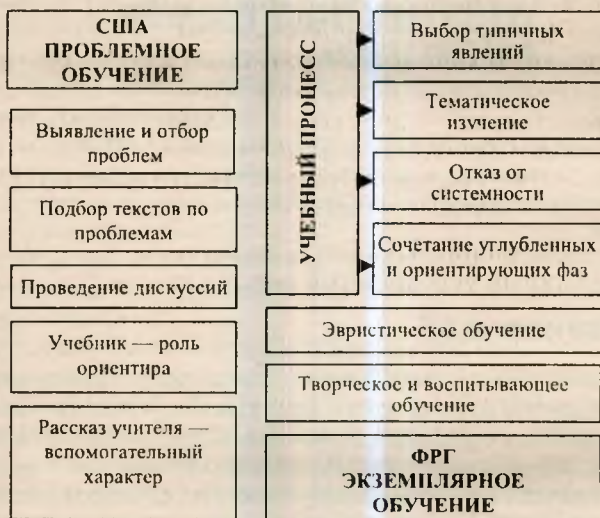 США
ПРОБЛЕМНОЕ
ОБУЧЕНИЕ
Выявление и отбор
проблем
Подбор текстов по
проблемам
Проведение дискуссий
Учебник — роль
ориентира
Рассказ учителя —
вспомогательный
характер
УЧЕБНЫЙ ПРОЦЕСС
Выбор типичных
явлений
Тематическое
изучение
Отказ от
системности
Сочетание углубленных
и ориентирующих фаз
Эвристическое обучение
Творческое и воспитывающее
обучение
ФРГ
ЭКЗЕМПЛЯРНОЕ
ОБУЧЕНИЕ